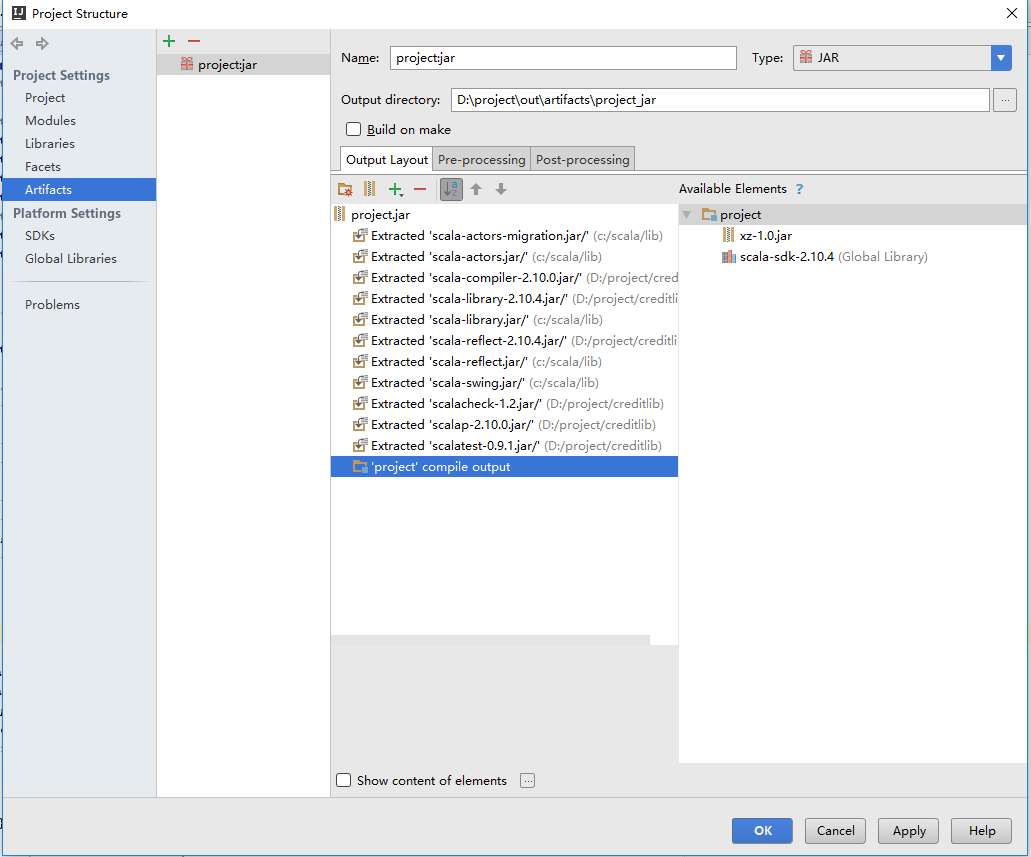 Project Structure
Project Settings
Project
Modules
Libraries
Facets
Artifacts
Platform Settings
SDKs
Global Libraries
Problems
project:jar
Name: project:jar Type: JAR
Output directory: D:\project\out\artifacts\project_jar ...
Build on make
Output Layout Pre-processing Post-processing
Available Elements ?
project.jar
Extracted 'scala-actors-migration.jar/' (c:/scala/lib)
Extracted 'scala-actors.jar/' (c:/scala/lib)
Extracted 'scala-compiler-2.10.0.jar/' (D:/project/cred
Extracted 'scala-library-2.10.4.jar/' (D:/project/creditli
Extracted 'scala-library.jar/' (c:/scala/lib)
Extracted 'scala-reflect-2.10.4.jar/' (D:/project/creditli
Extracted 'scala-reflect.jar/' (c:/scala/lib)
Extracted 'scala-swing.jar/' (c:/scala/lib)
Extracted 'scalacheck-1.2.jar/' (D:/project/creditlib)
Extracted 'scalap-2.10.0.jar/' (D:/project/creditlib)
Extracted 'scalatest-0.9.1.jar/' (D:/project/creditlib)
'project' compile output
project
xz-1.0.jar
scala-sdk-2.10.4 (Global Library)
Show content of elements ...
OK Cancel Apply Help